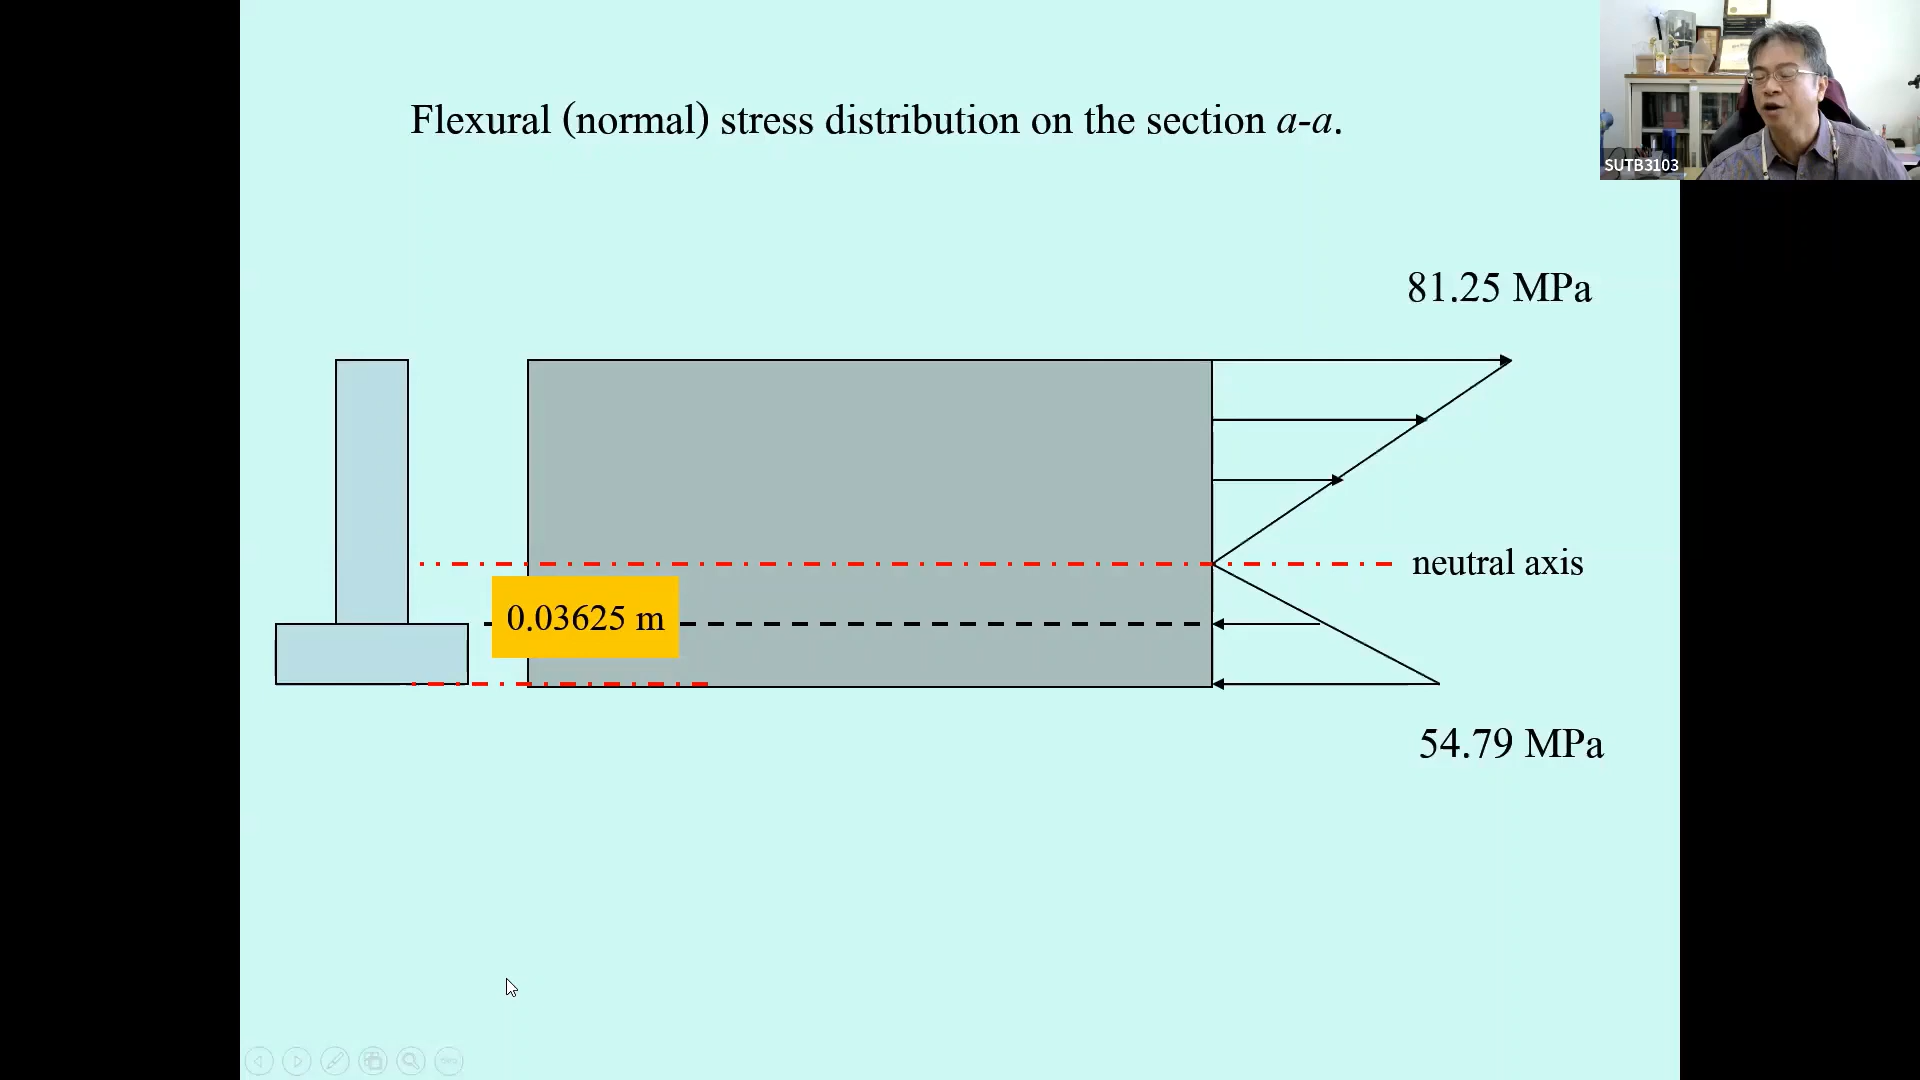 Flexural (normal) stress distribution on the section a-a.
SUTB3103
81.25 MPa
neutral axis
0.03625 m
54.79 MPa